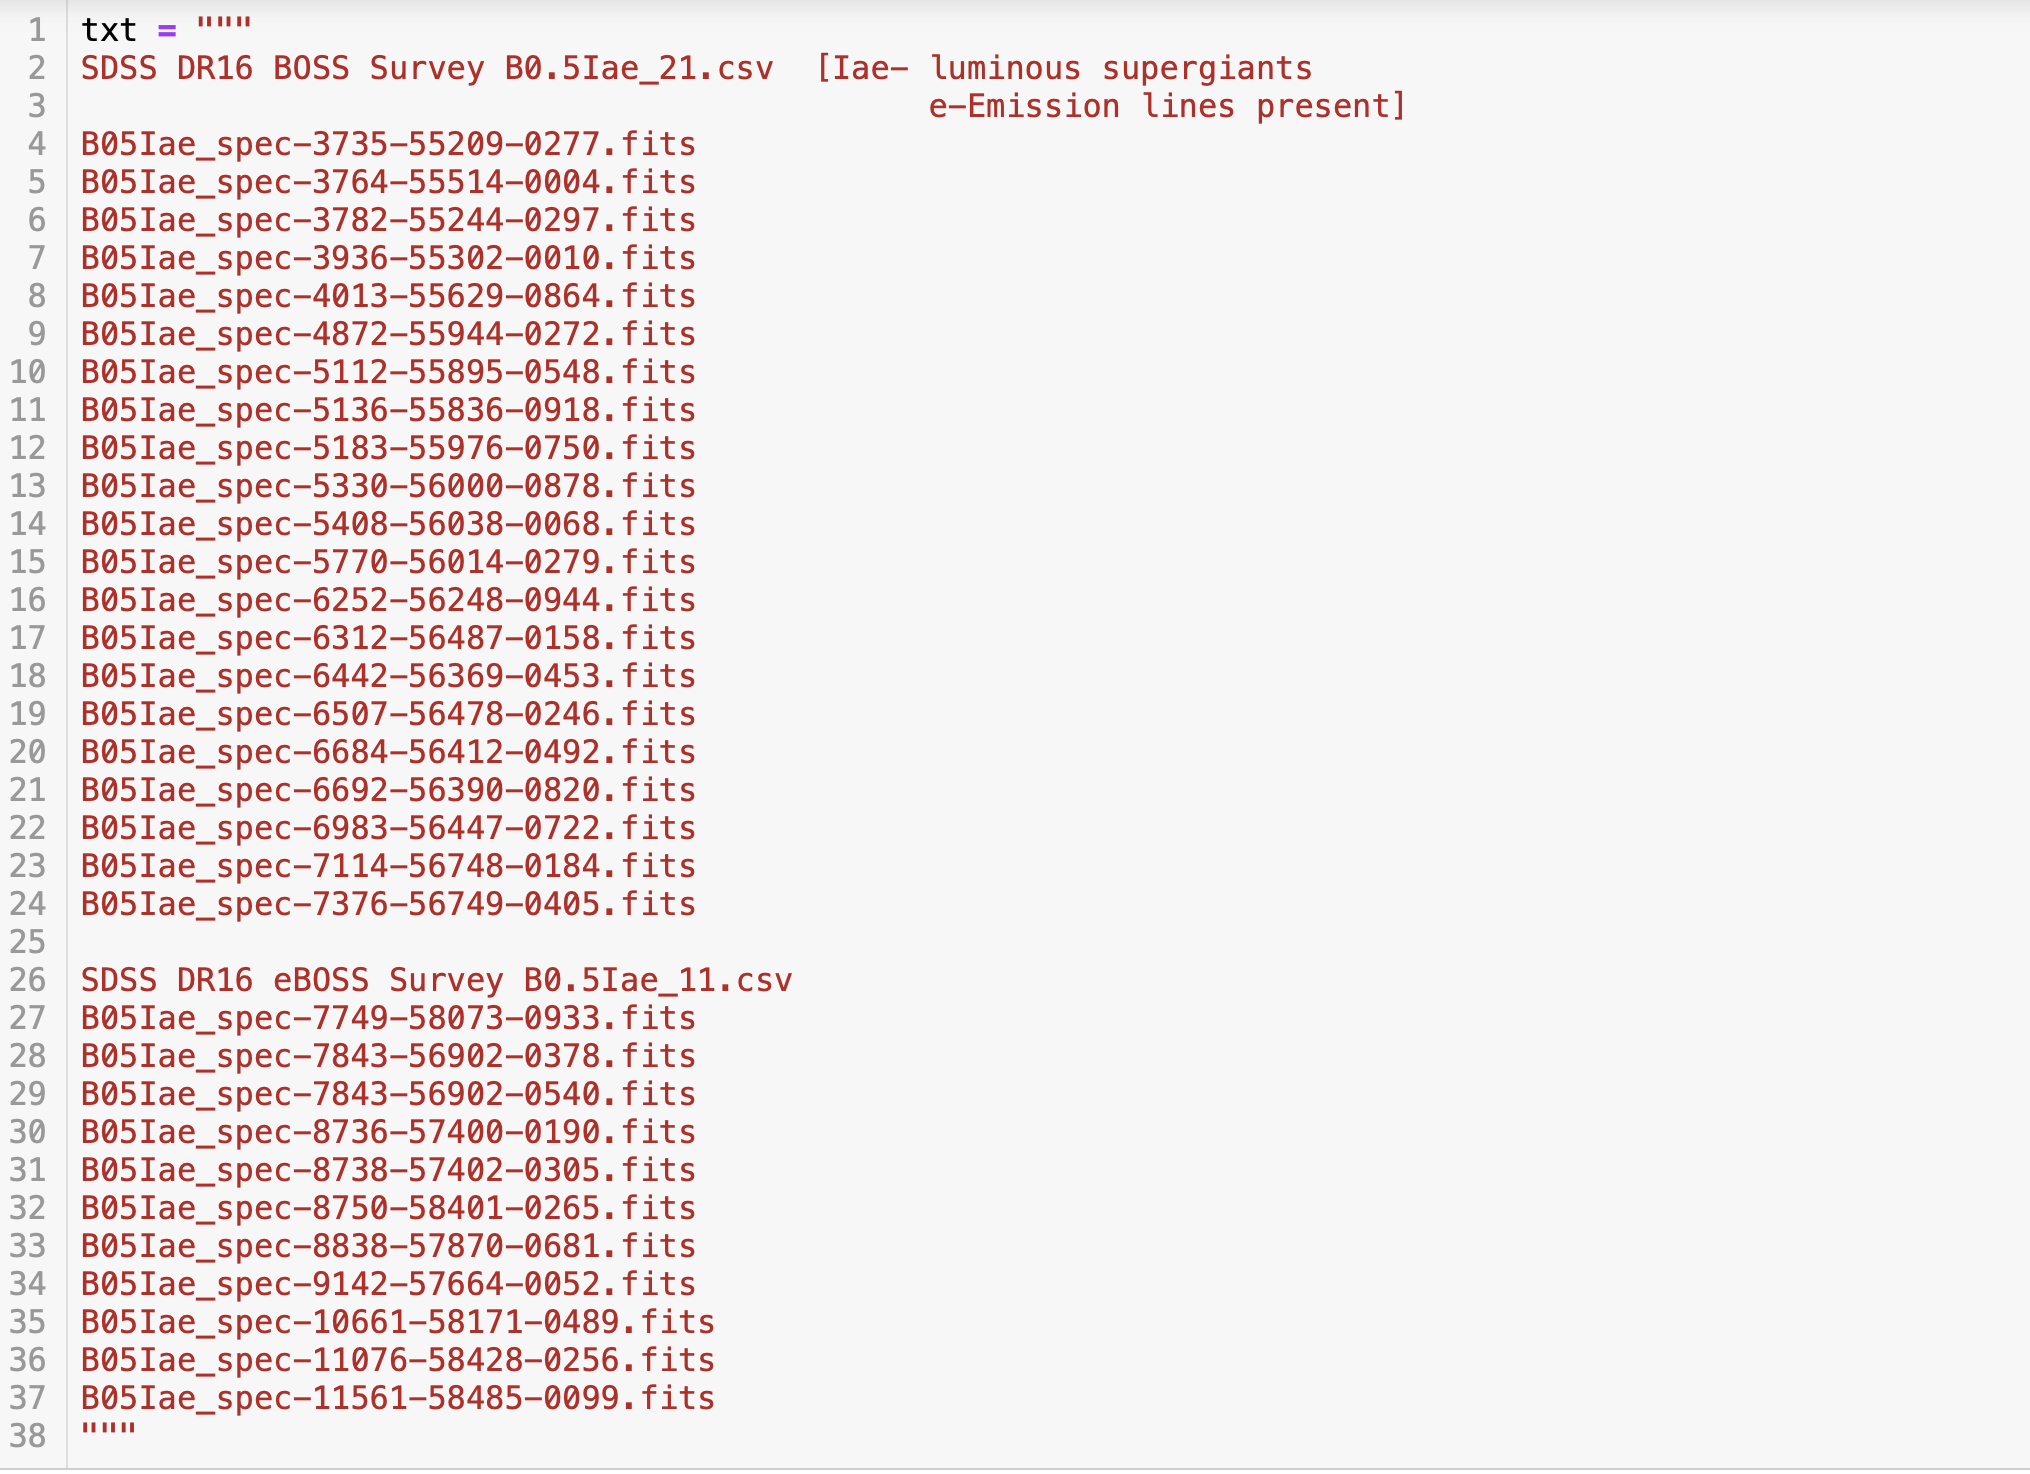 1 txt = """
2 SDSS DR16 BOSS Survey B0.5Iae_21.csv  [Iae- luminous supergiants
3                                             e-Emission lines present]
4 B05Iae_spec-3735-55209-0277.fits
5 B05Iae_spec-3764-55514-0004.fits
6 B05Iae_spec-3782-55244-0297.fits
7 B05Iae_spec-3936-55302-0010.fits
8 B05Iae_spec-4013-55629-0864.fits
9 B05Iae_spec-4872-55944-0272.fits
10 B05Iae_spec-5112-55895-0548.fits
11 B05Iae_spec-5136-55836-0918.fits
12 B05Iae_spec-5183-55976-0750.fits
13 B05Iae_spec-5330-56000-0878.fits
14 B05Iae_spec-5408-56038-0068.fits
15 B05Iae_spec-5770-56014-0279.fits
16 B05Iae_spec-6252-56248-0944.fits
17 B05Iae_spec-6312-56487-0158.fits
18 B05Iae_spec-6442-56369-0453.fits
19 B05Iae_spec-6507-56478-0246.fits
20 B05Iae_spec-6684-56412-0492.fits
21 B05Iae_spec-6692-56390-0820.fits
22 B05Iae_spec-6983-56447-0722.fits
23 B05Iae_spec-7114-56748-0184.fits
24 B05Iae_spec-7376-56749-0405.fits
25
26 SDSS DR16 eBOSS Survey B0.5Iae_11.csv
27 B05Iae_spec-7749-58073-0933.fits
28 B05Iae_spec-7843-56902-0378.fits
29 B05Iae_spec-7843-56902-0540.fits
30 B05Iae_spec-8736-57400-0190.fits
31 B05Iae_spec-8738-57402-0305.fits
32 B05Iae_spec-8750-58401-0265.fits
33 B05Iae_spec-8838-57870-0681.fits
34 B05Iae_spec-9142-57664-0052.fits
35 B05Iae_spec-10661-58171-0489.fits
36 B05Iae_spec-11076-58428-0256.fits
37 B05Iae_spec-11561-58485-0099.fits
38 """